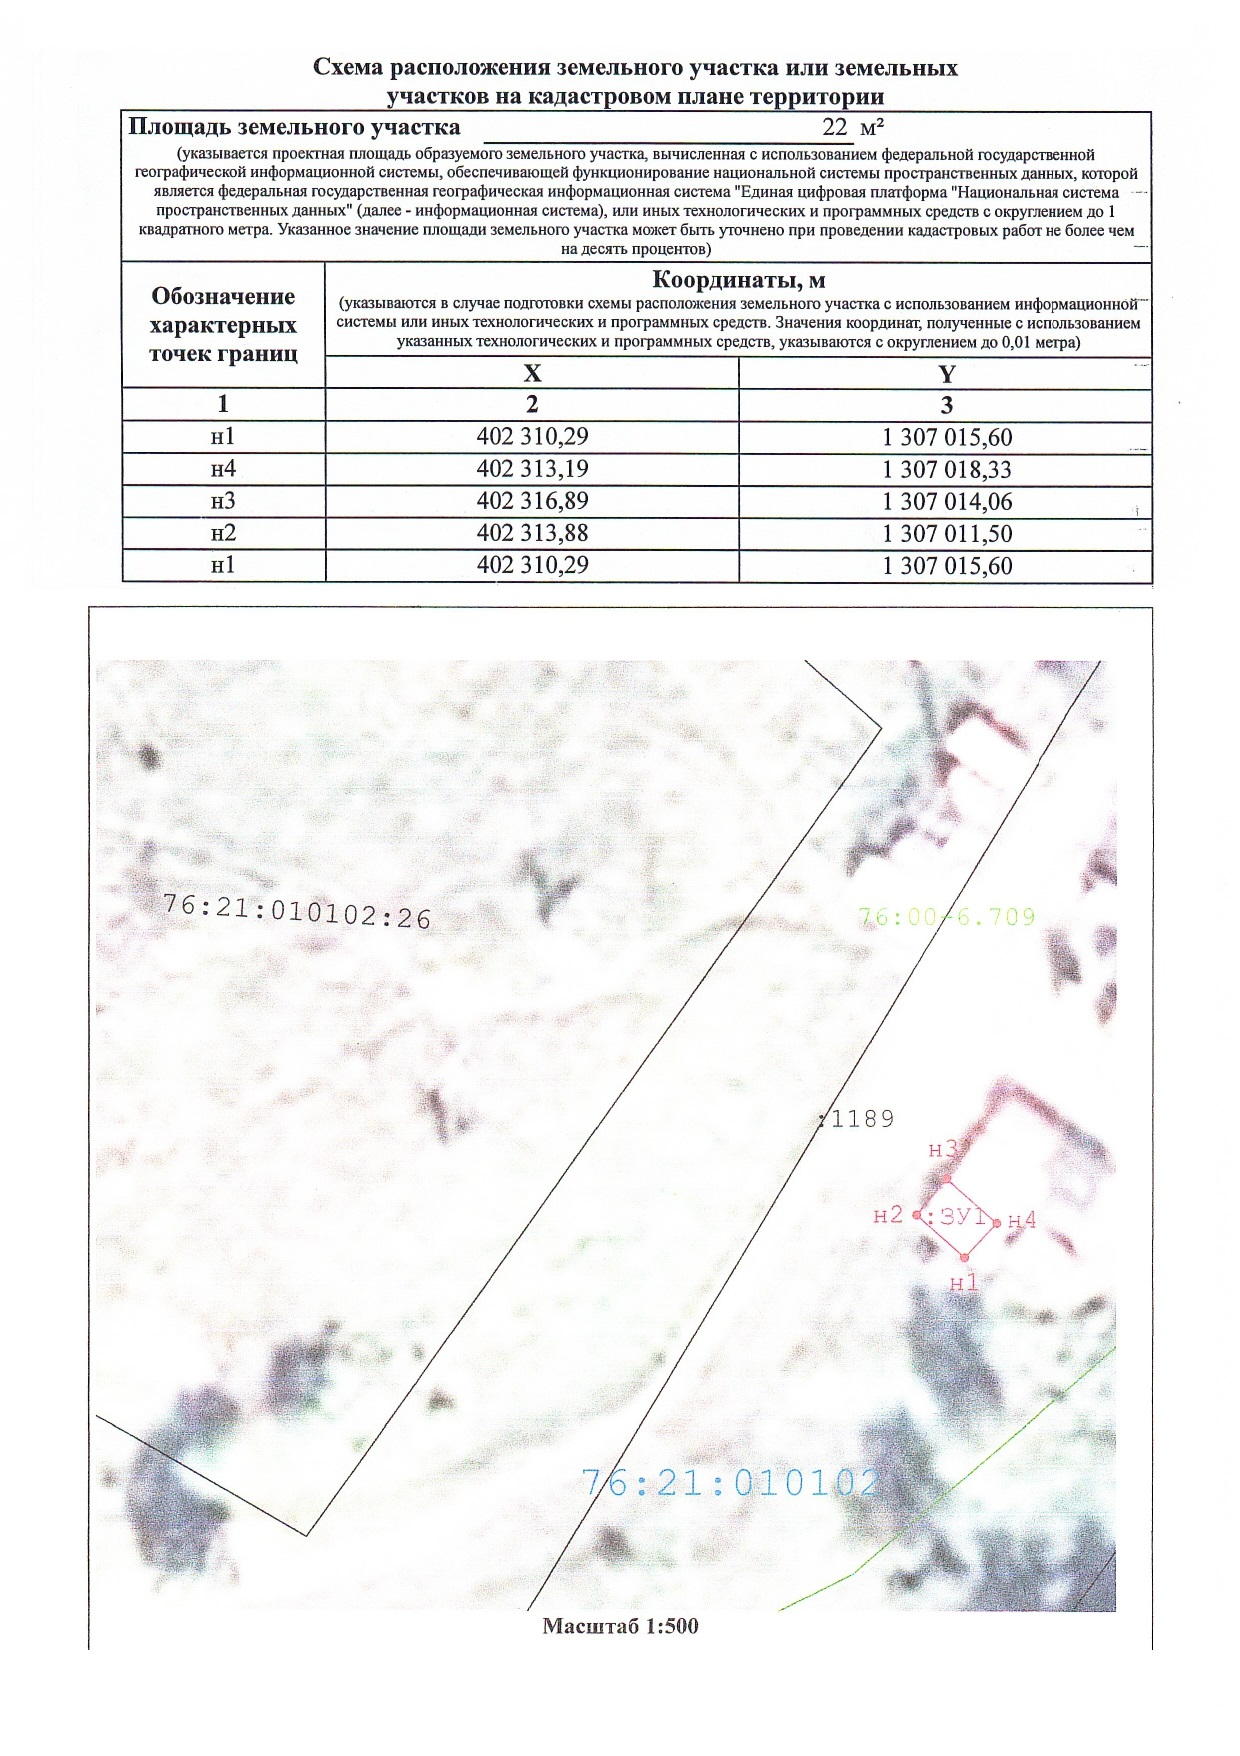 Схема расположения земельного участка или земельных
участков на кадастровом плане территории
Площадь земельного участка 22 м²
(указывается проектная площадь образуемого земельного участка, вычисленная с использованием федеральной государственной
географической информационной системы, обеспечивающей функционирование национальной системы пространственных данных, которой
является федеральная государственная географическая информационная система "Единая цифровая платформа "Национальная система
пространственных данных" (далее - информационная система), или иных технологических и программных средств с округлением до 1
квадратного метра. Указанное значение площади земельного участка может быть уточнено при проведении кадастровых работ не более чем
на десять процентов)
Обозначение
характерных
точек границ
Координаты, м
(указываются в случае подготовки схемы расположения земельного участка с использованием информационной
системы или иных технологических и программных средств. Значения координат, полученные с использованием
указанных технологических и программных средств, указываются с округлением до 0,01 метра)
X Y
1 2 3
н1 402 310,29 1 307 015,60
н4 402 313,19 1 307 018,33
н3 402 316,89 1 307 014,06
н2 402 313,88 1 307 011,50
н1 402 310,29 1 307 015,60
76:21:010102:26
76:00-6.709
:1189
н3
н2 :ЗУ1 н4
н1
76:21:010102
Масштаб 1:500